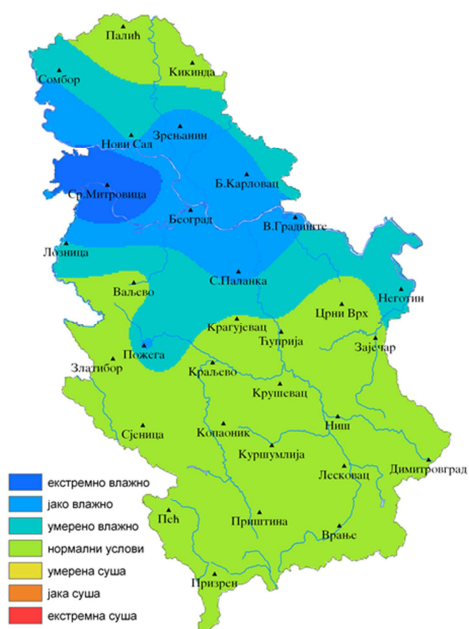 Палић
Кикинда
Сомбор
Зрењанин
Нови Сад
Б.Карловац
Ср.Митровица
Београд
В.Градиште
Лозница
С.Паланка
Ваљево
Неготин
Црни Врх
Крагујевац
Ћуприја
Зајечар
Пожега
Златибор
Краљево
Крушевац
Ниш
Сјеница
Копаоник
Куршумлија
Лесковац
Димитровград
Пећ
Приштина
Врање
Призрен
екстремно влажно
јако влажно
умерено влажно
нормални услови
умерена суша
јака суша
екстремна суша